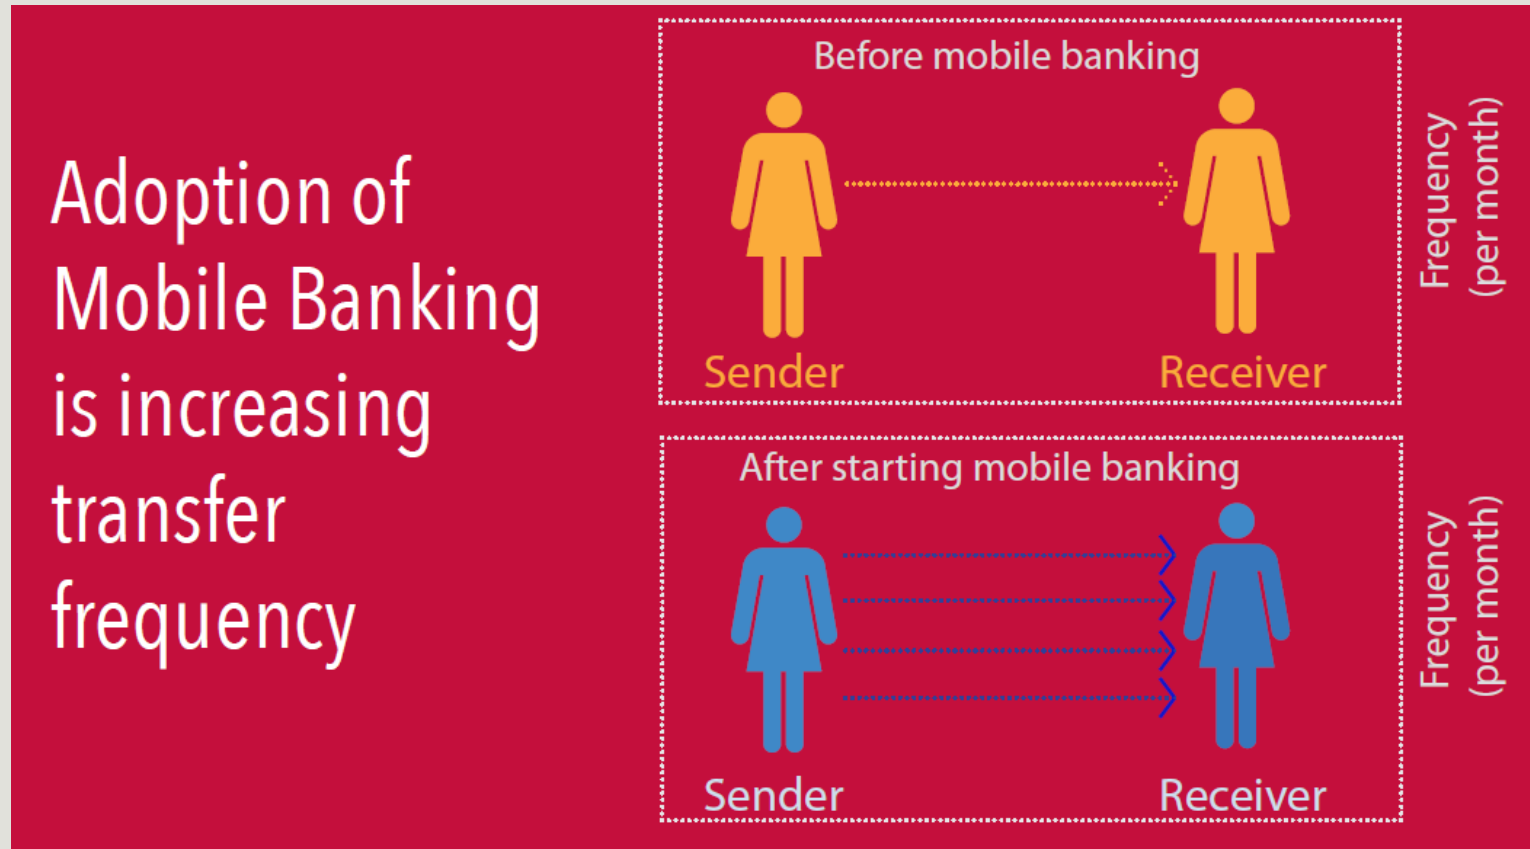 Adoption of
Mobile Banking
is increasing
transfer
frequency
Before mobile banking
Sender
Receiver
Frequency
(per month)
After starting mobile banking
Sender
Receiver
Frequency
(per month)